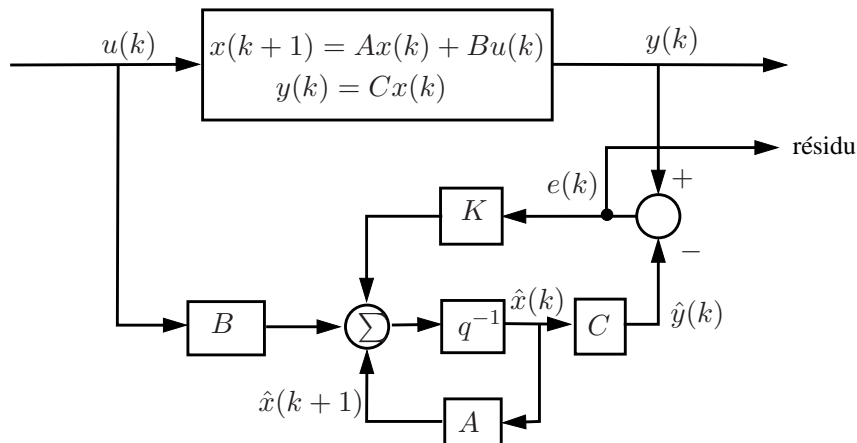 u(k)
x(k + 1) = Ax(k) + Bu(k)
y(k) = Cx(k)
y(k)
résidu
e(k)
+
K
−
B
∑
q⁻¹
x̂(k)
C
ŷ(k)
x̂(k + 1)
A